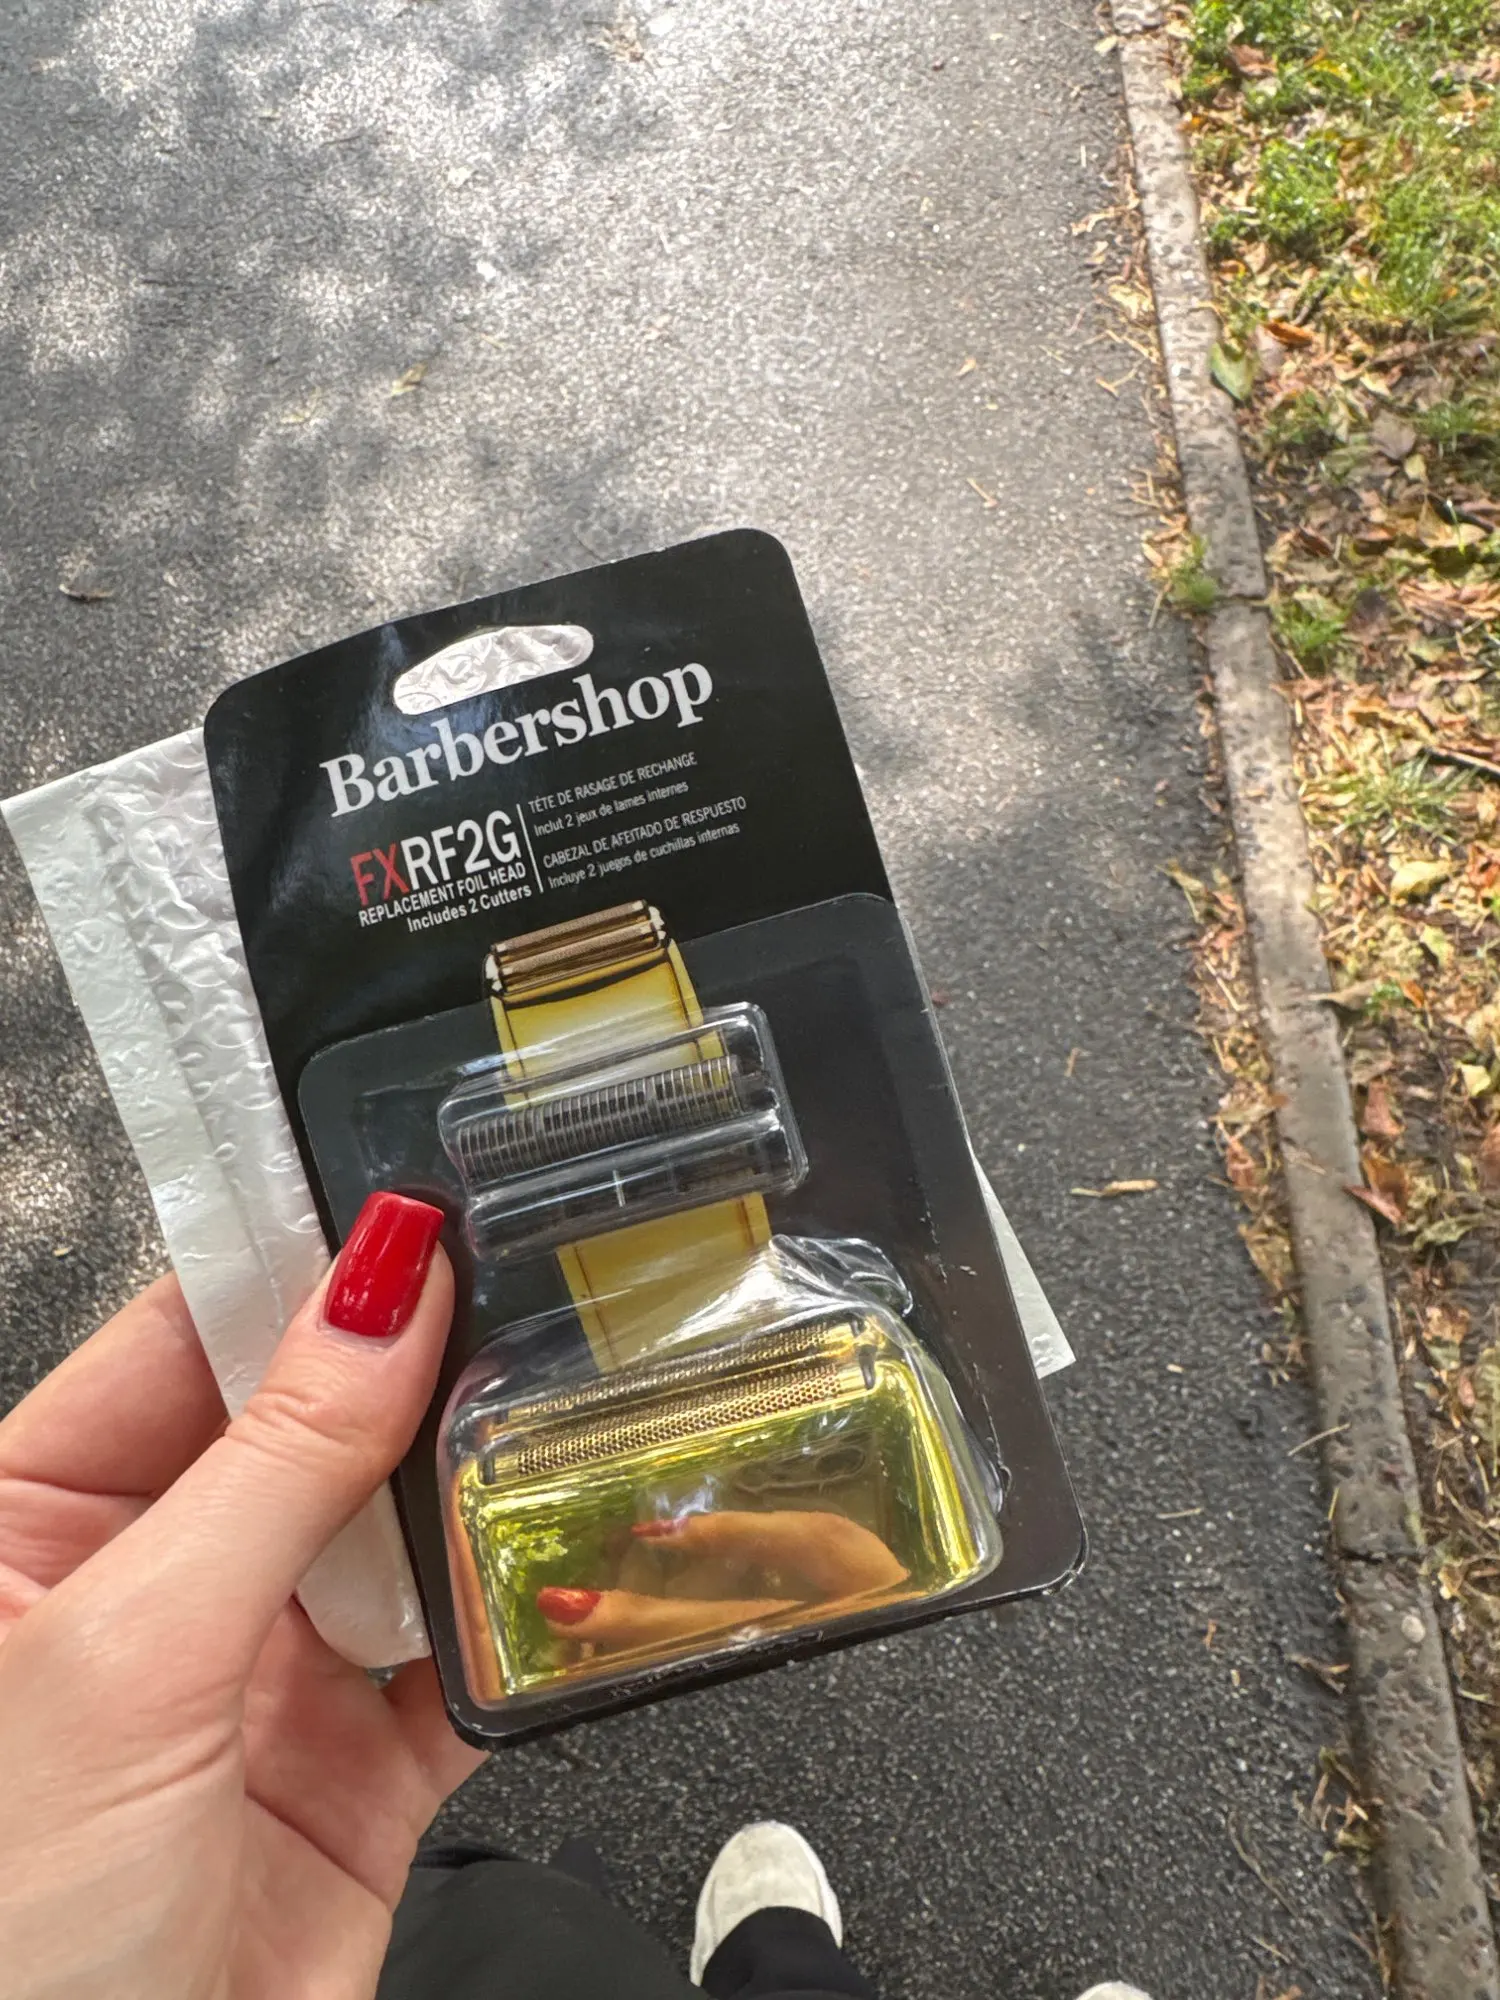 Barbershop
FXRF2G
REPLACEMENT FOIL HEAD
Includes 2 Cutters
TÊTE DE RASAGE DE RECHANGE
Inclut 2 jeux de lames internes
CABEZAL DE AFEITADO DE RESPUESTO
Incluye 2 juegos de cuchillas internas